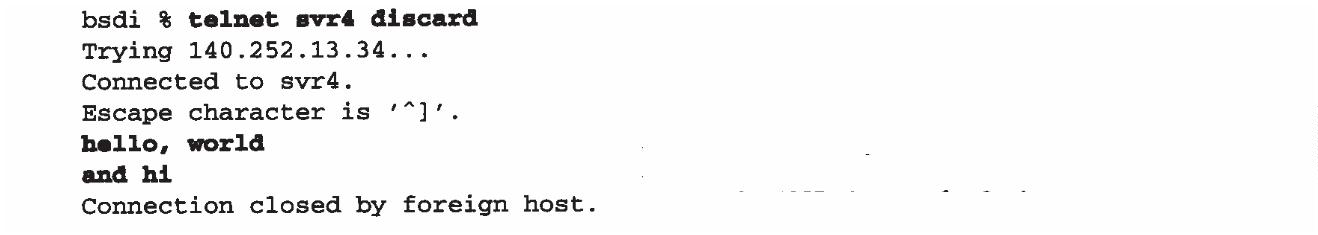 bsdi % telnet svr4 discard
Trying 140.252.13.34...
Connected to svr4.
Escape character is '^]'.
hello, world
and hi
Connection closed by foreign host.